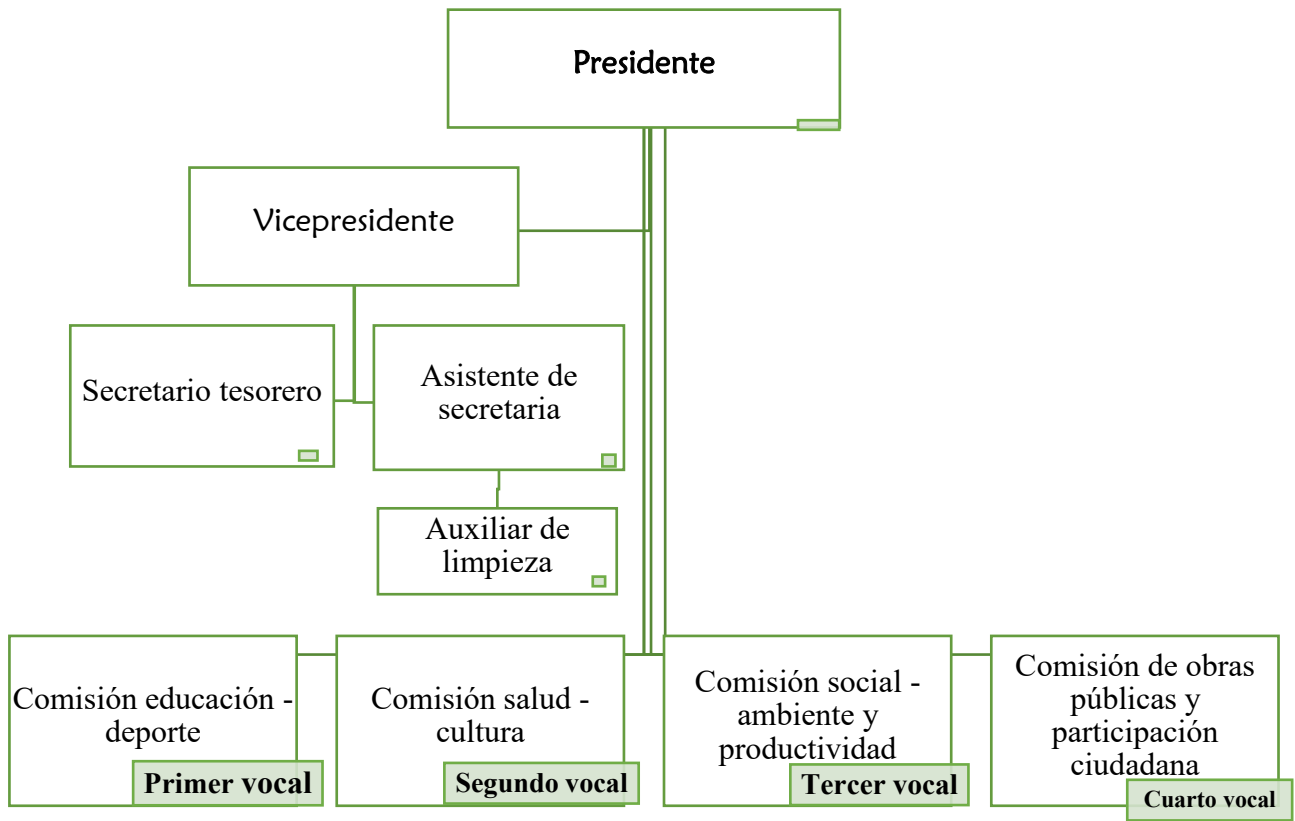 Presidente
Vicepresidente
Secretario tesorero
Asistente de
secretaria
Auxiliar de
limpieza
Comisión educación -
deporte
Primer vocal
Comisión salud -
cultura
Segundo vocal
Comisión social -
ambiente y
productividad
Tercer vocal
Comisión de obras
públicas y
participación
ciudadana
Cuarto vocal